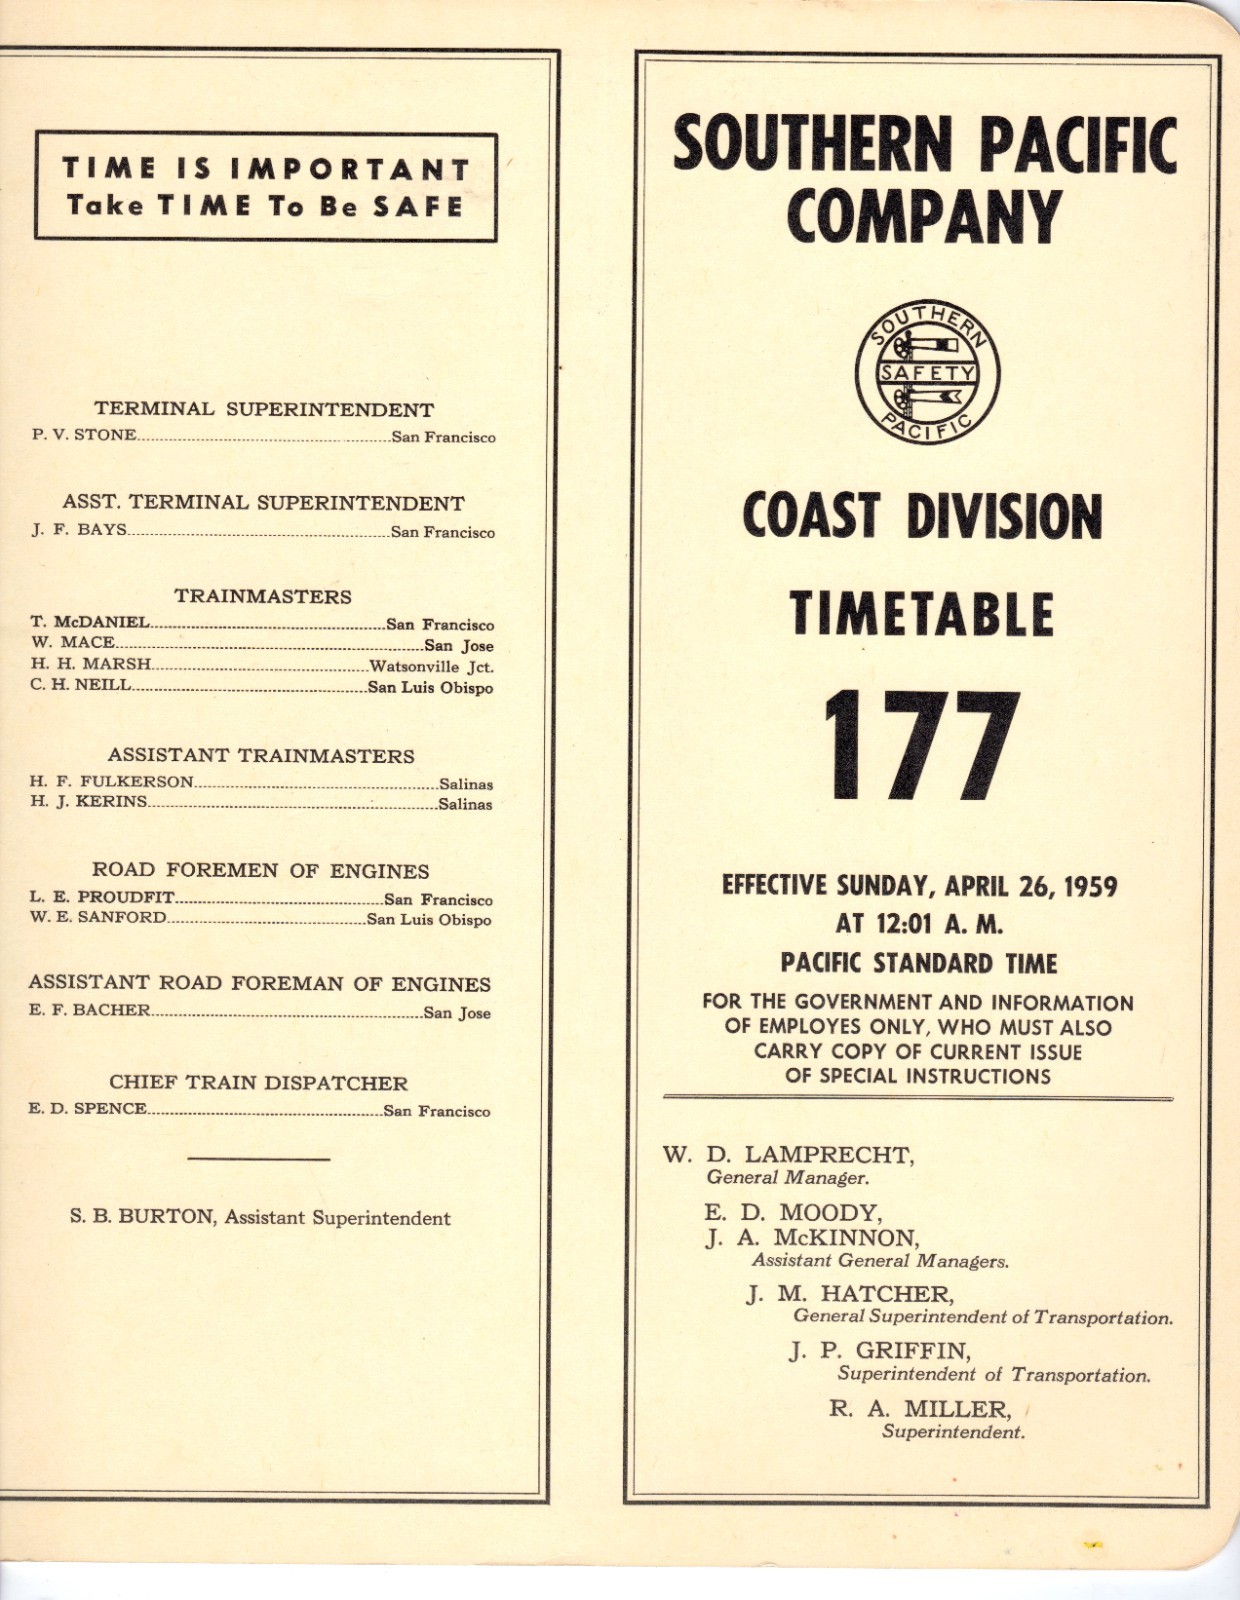 TIME IS IMPORTANT
Take TIME To Be SAFE
TERMINAL SUPERINTENDENT
P. V. STONE San Francisco
ASST. TERMINAL SUPERINTENDENT
J. F. BAYS San Francisco
TRAINMASTERS
T. McDANIEL San Francisco
W. MACE San Jose
H. H. MARSH Watsonville Jct.
C. H. NEILL San Luis Obispo
ASSISTANT TRAINMASTERS
H. F. FULKERSON Salinas
H. J. KERINS Salinas
ROAD FOREMEN OF ENGINES
L. E. PROUDFIT San Francisco
W. E. SANFORD San Luis Obispo
ASSISTANT ROAD FOREMAN OF ENGINES
E. F. BACHER San Jose
CHIEF TRAIN DISPATCHER
E. D. SPENCE San Francisco
S. B. BURTON, Assistant Superintendent
SOUTHERN PACIFIC
COMPANY
SOUTHERN
SAFETY
PACIFIC
COAST DIVISION
TIMETABLE
177
EFFECTIVE SUNDAY, APRIL 26, 1959
AT 12:01 A. M.
PACIFIC STANDARD TIME
FOR THE GOVERNMENT AND INFORMATION
OF EMPLOYES ONLY, WHO MUST ALSO
CARRY COPY OF CURRENT ISSUE
OF SPECIAL INSTRUCTIONS
W. D. LAMPRECHT,
General Manager.
E. D. MOODY,
J. A. McKINNON,
Assistant General Managers.
J. M. HATCHER,
General Superintendent of Transportation.
J. P. GRIFFIN,
Superintendent of Transportation.
R. A. MILLER,
Superintendent.